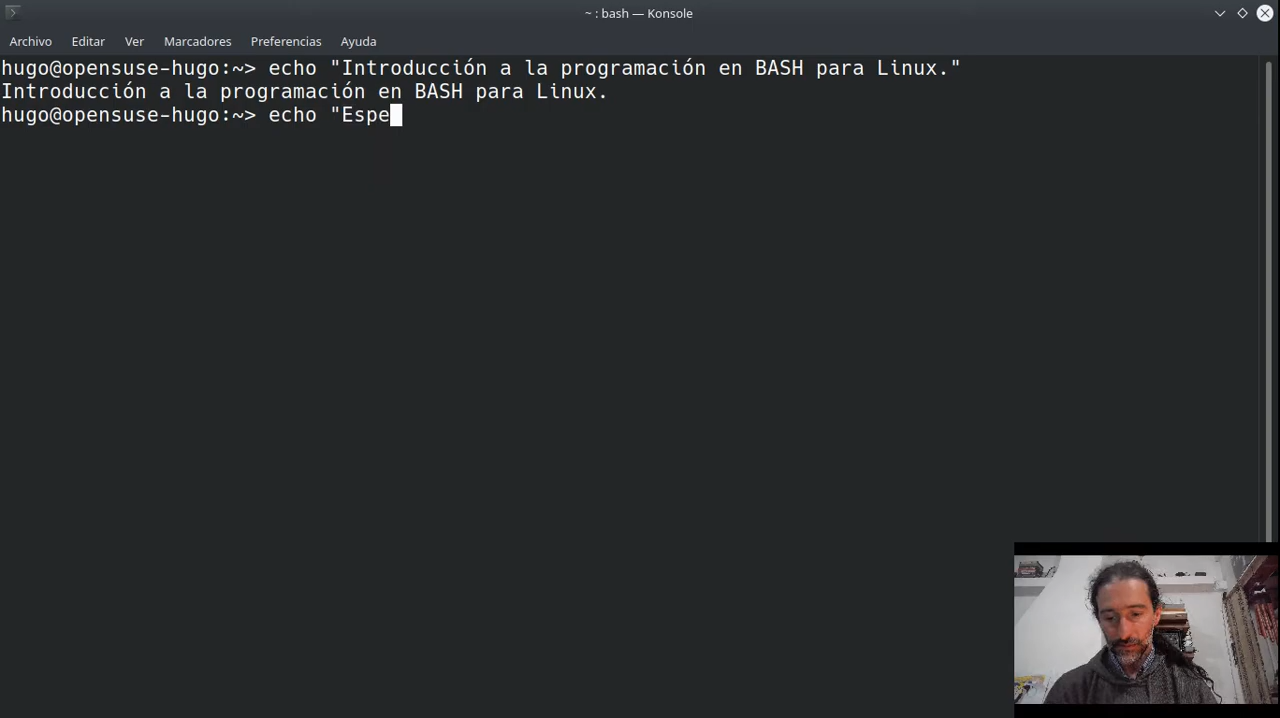 ~ : bash — Konsole
Archivo Editar Ver Marcadores Preferencias Ayuda
hugo@opensuse-hugo:~> echo "Introducción a la programación en BASH para Linux."
Introducción a la programación en BASH para Linux.
hugo@opensuse-hugo:~> echo "Espe